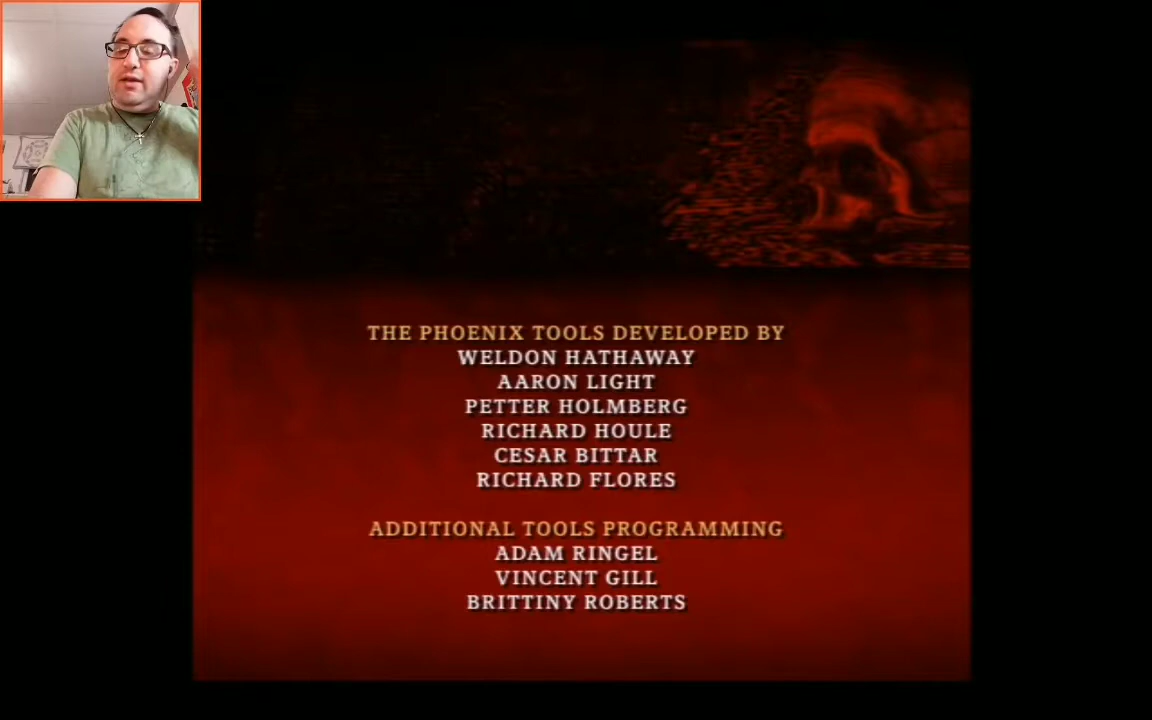 THE PHOENIX TOOLS DEVELOPED BY
WELDON HATHAWAY
AARON LIGHT
PETTER HOLMBERG
RICHARD HOULE
CESAR BITTAR
RICHARD FLORES
ADDITIONAL TOOLS PROGRAMMING
ADAM RINGEL
VINCENT GILL
BRITTINY ROBERTS